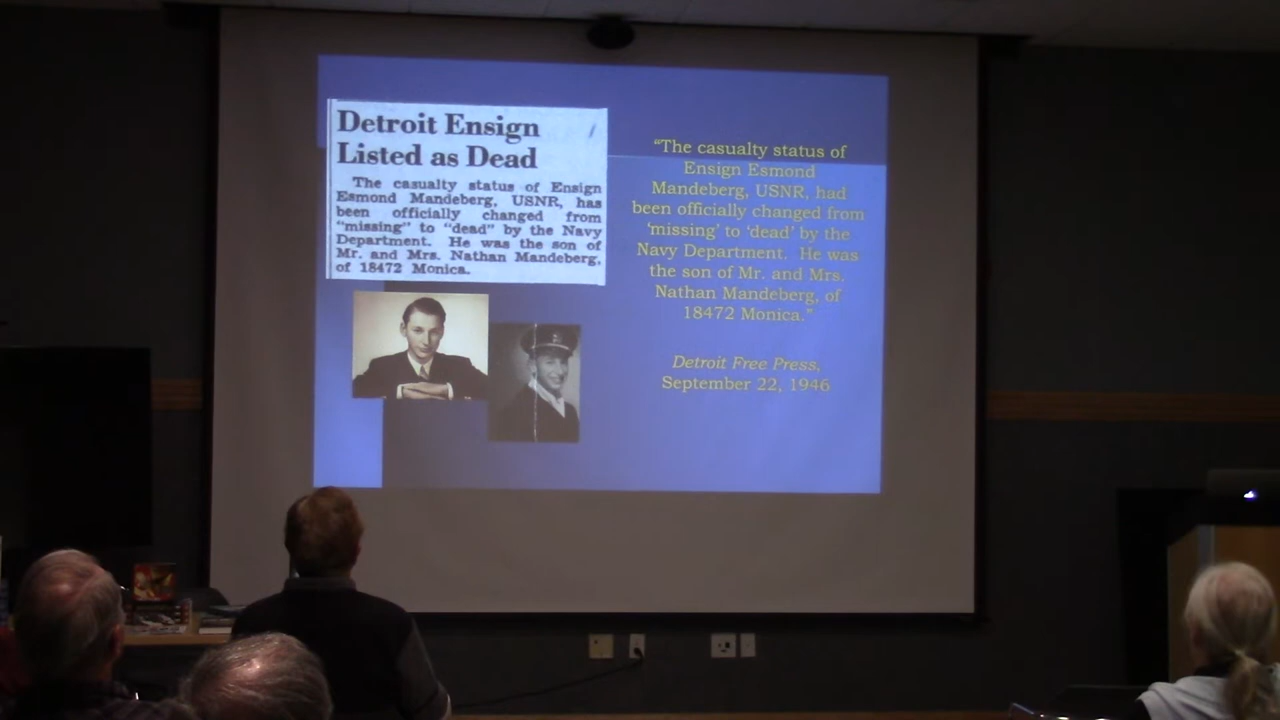 Detroit Ensign
Listed as Dead
The casualty status of Ensign
Esmond Mandeberg, USNR, has
been officially changed from
"missing" to "dead" by the Navy
Department. He was the son of
Mr. and Mrs. Nathan Mandeberg,
of 18472 Monica.
“The casualty status of
Ensign Esmond
Mandeberg, USNR, had
been officially changed from
‘missing’ to ‘dead’ by the
Navy Department. He was
the son of Mr. and Mrs.
Nathan Mandeberg, of
18472 Monica.”
Detroit Free Press,
September 22, 1946